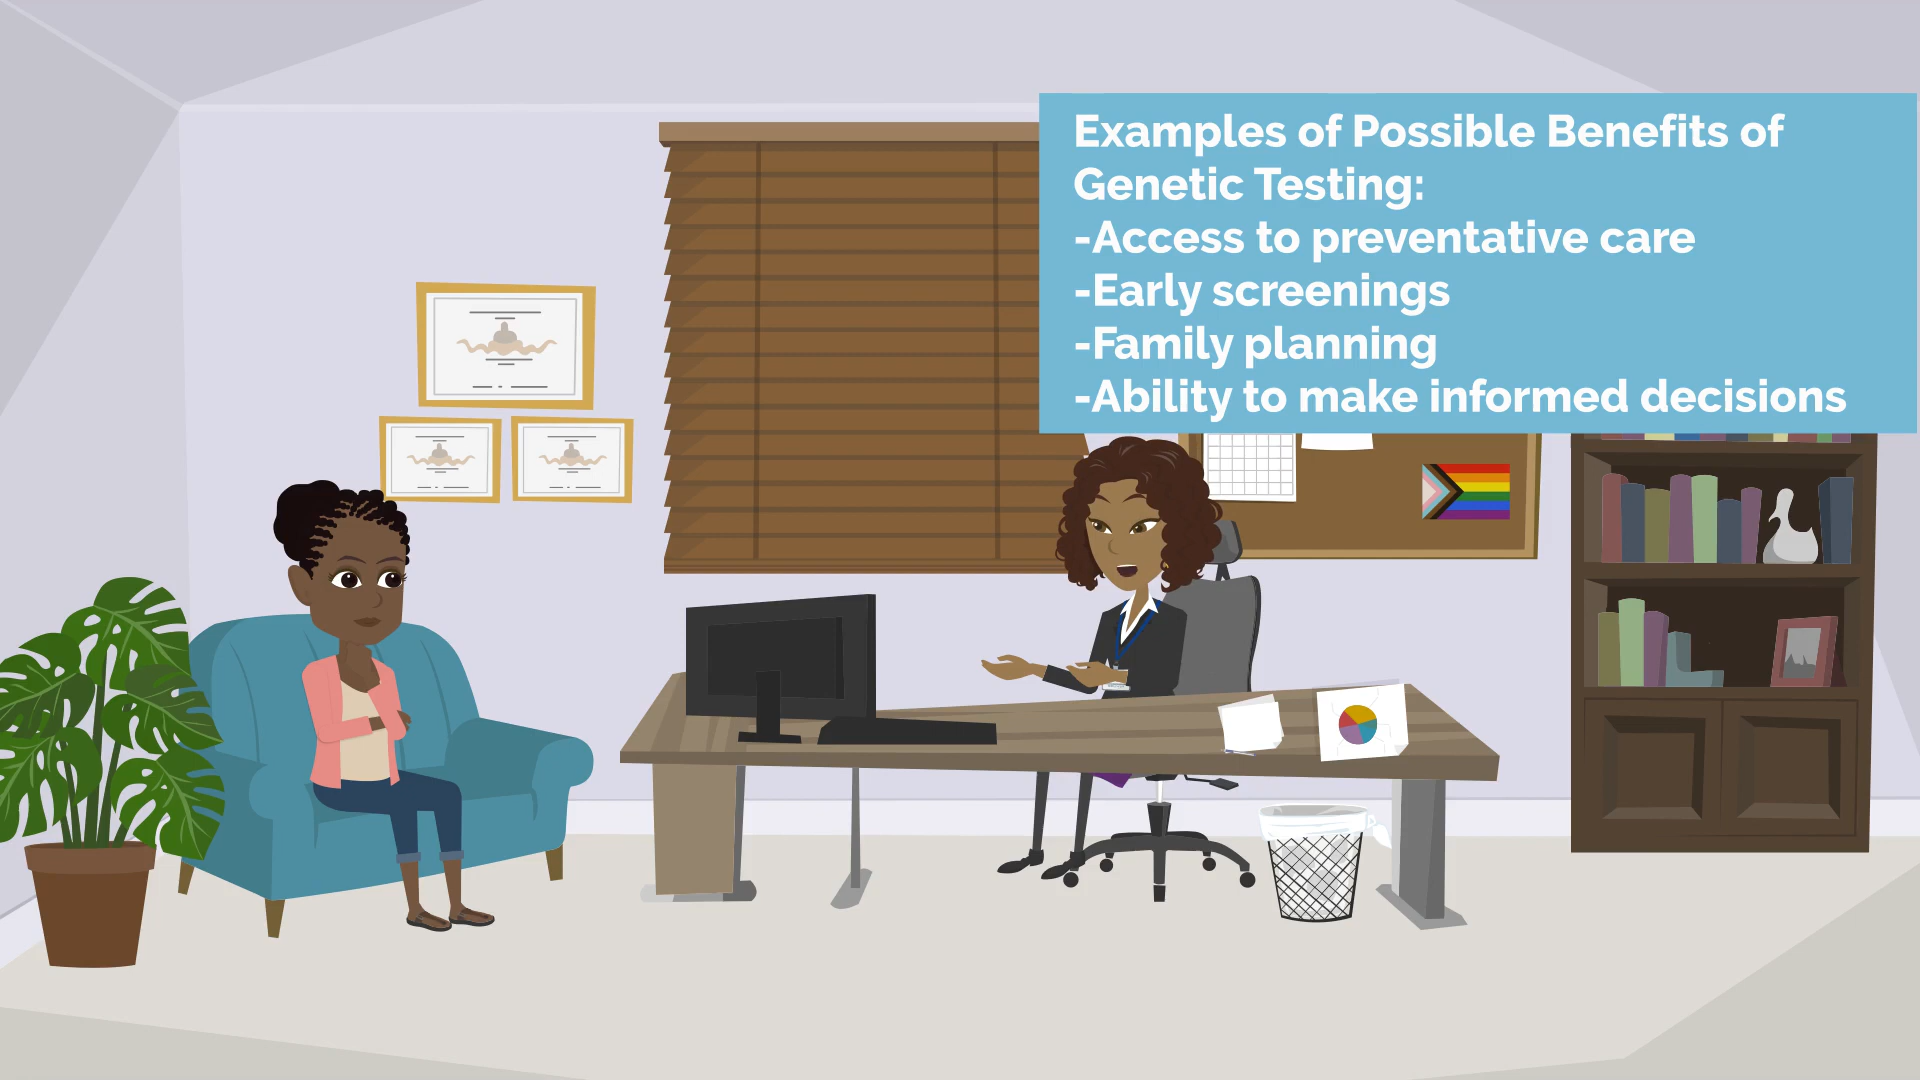 Examples of Possible Benefits of
Genetic Testing:
-Access to preventative care
-Early screenings
-Family planning
-Ability to make informed decisions